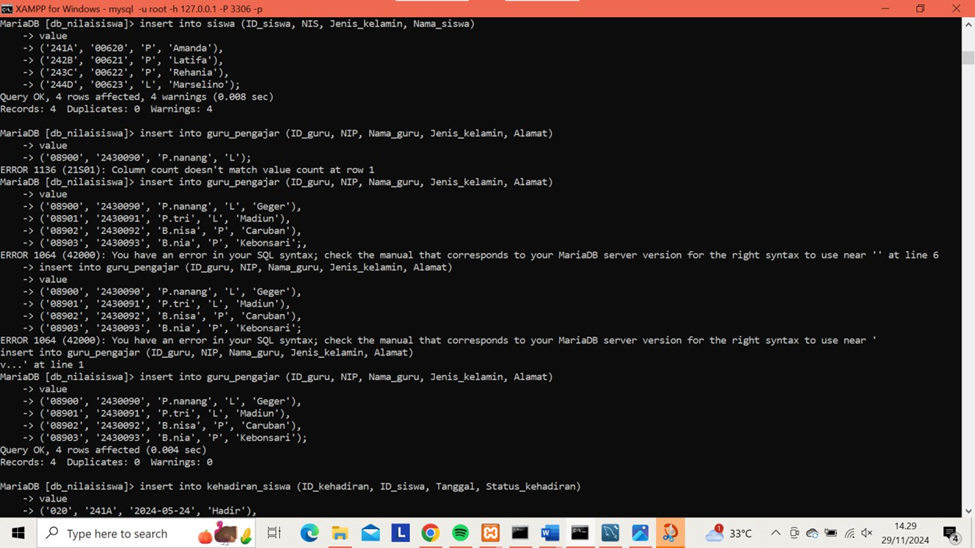 XAMPP for Windows - mysql -u root -h 127.0.0.1 -P 3306 -p
MariaDB [db_nilaisiswa]> insert into siswa (ID_siswa, NIS, Jenis_kelamin, Nama_siswa)
-> value
-> ('241A', '00620', 'P', 'Amanda'),
-> ('242B', '00621', 'P', 'Latifa'),
-> ('243C', '00622', 'P', 'Rehania'),
-> ('244D', '00623', 'L', 'Marselino');
Query OK, 4 rows affected, 4 warnings (0.008 sec)
Records: 4  Duplicates: 0  Warnings: 4
MariaDB [db_nilaisiswa]> insert into guru_pengajar (ID_guru, NIP, Nama_guru, Jenis_kelamin, Alamat)
-> value
-> ('08900', '2430090', 'P.nanang', 'L');
ERROR 1136 (21S01): Column count doesn't match value count at row 1
MariaDB [db_nilaisiswa]> insert into guru_pengajar (ID_guru, NIP, Nama_guru, Jenis_kelamin, Alamat)
-> value
-> ('08900', '2430090', 'P.nanang', 'L', 'Geger'),
-> ('08901', '2430091', 'P.tri', 'L', 'Madiun'),
-> ('08902', '2430092', 'B.nisa', 'P', 'Caruban'),
-> ('08903', '2430093', 'B.nia', 'P', 'Kebonsari';,
ERROR 1064 (42000): You have an error in your SQL syntax; check the manual that corresponds to your MariaDB server version for the right syntax to use near '' at line 6
-> insert into guru_pengajar (ID_guru, NIP, Nama_guru, Jenis_kelamin, Alamat)
-> value
-> ('08900', '2430090', 'P.nanang', 'L', 'Geger'),
-> ('08901', '2430091', 'P.tri', 'L', 'Madiun'),
-> ('08902', '2430092', 'B.nisa', 'P', 'Caruban'),
-> ('08903', '2430093', 'B.nia', 'P', 'Kebonsari';
ERROR 1064 (42000): You have an error in your SQL syntax; check the manual that corresponds to your MariaDB server version for the right syntax to use near '
insert into guru_pengajar (ID_guru, NIP, Nama_guru, Jenis_kelamin, Alamat)
v...' at line 1
MariaDB [db_nilaisiswa]> insert into guru_pengajar (ID_guru, NIP, Nama_guru, Jenis_kelamin, Alamat)
-> value
-> ('08900', '2430090', 'P.nanang', 'L', 'Geger'),
-> ('08901', '2430091', 'P.tri', 'L', 'Madiun'),
-> ('08902', '2430092', 'B.nisa', 'P', 'Caruban'),
-> ('08903', '2430093', 'B.nia', 'P', 'Kebonsari');
Query OK, 4 rows affected (0.004 sec)
Records: 4  Duplicates: 0  Warnings: 0
MariaDB [db_nilaisiswa]> insert into kehadiran_siswa (ID_kehadiran, ID_siswa, Tanggal, Status_kehadiran)
-> value
-> ('020', '241A', '2024-05-24', 'Hadir'),
Type here to search
33°C
14.29
29/11/2024
4